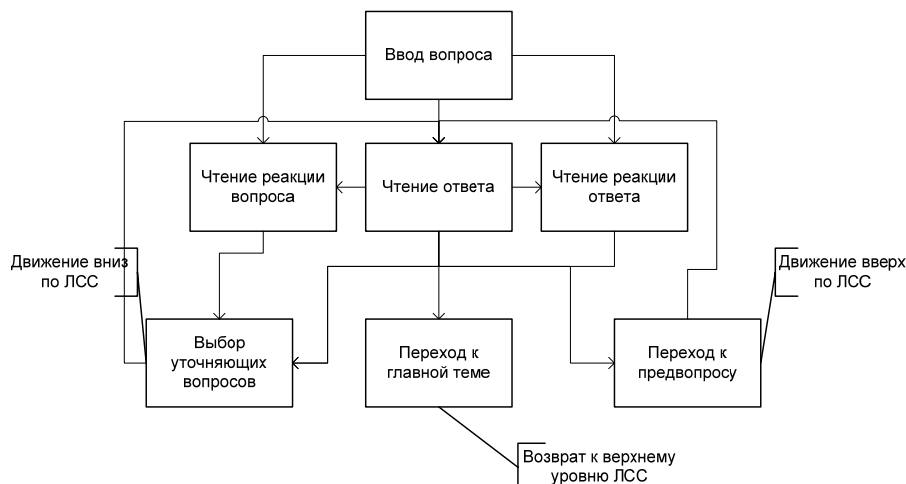 Ввод вопроса
Чтение реакции
вопроса
Чтение ответа
Чтение реакции
ответа
Движение вниз
по ЛСС
Движение вверх
по ЛСС
Выбор
уточняющих
вопросов
Переход к
главной теме
Переход к
предвопросу
Возврат к верхнему
уровню ЛСС